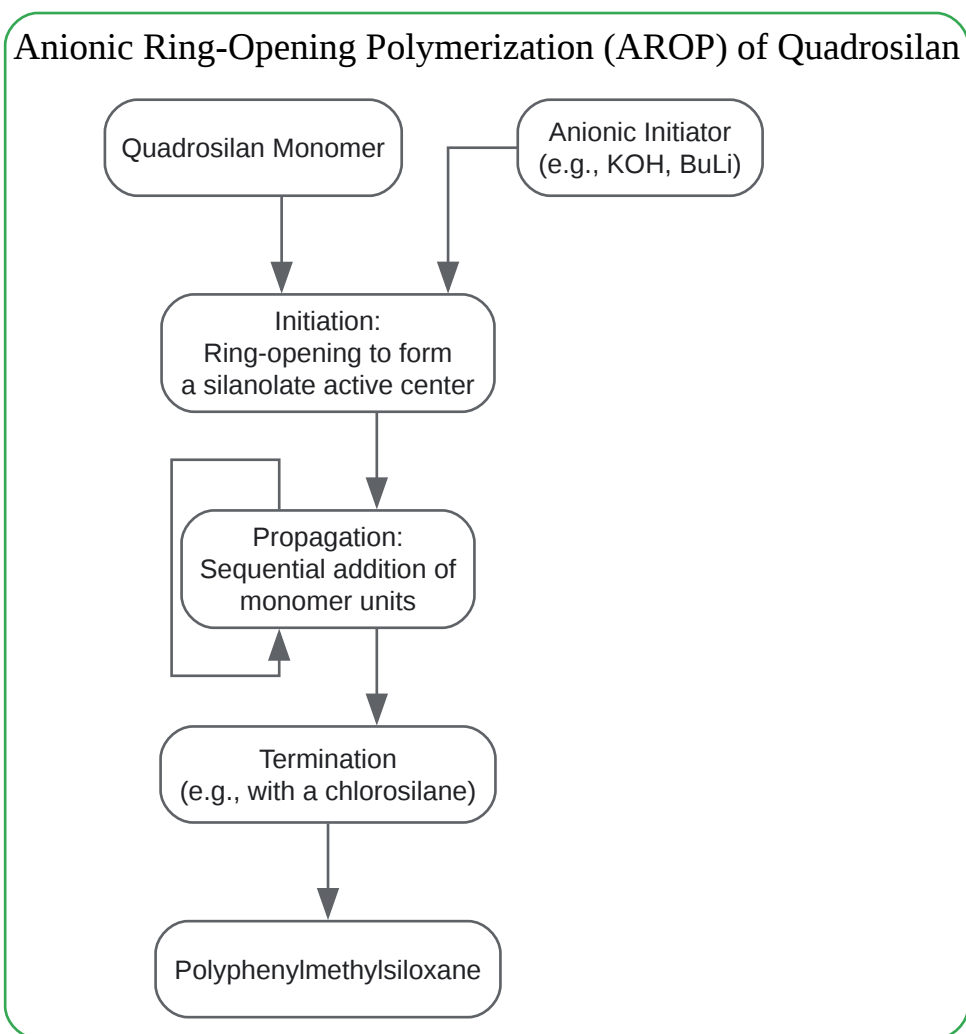 Anionic Ring-Opening Polymerization (AROP) of Quadrosilan
Quadrosilan Monomer
Anionic Initiator
(e.g., KOH, BuLi)
Initiation:
Ring-opening to form
a silanolate active center
Propagation:
Sequential addition of
monomer units
Termination
(e.g., with a chlorosilane)
Polyphenylmethylsiloxane